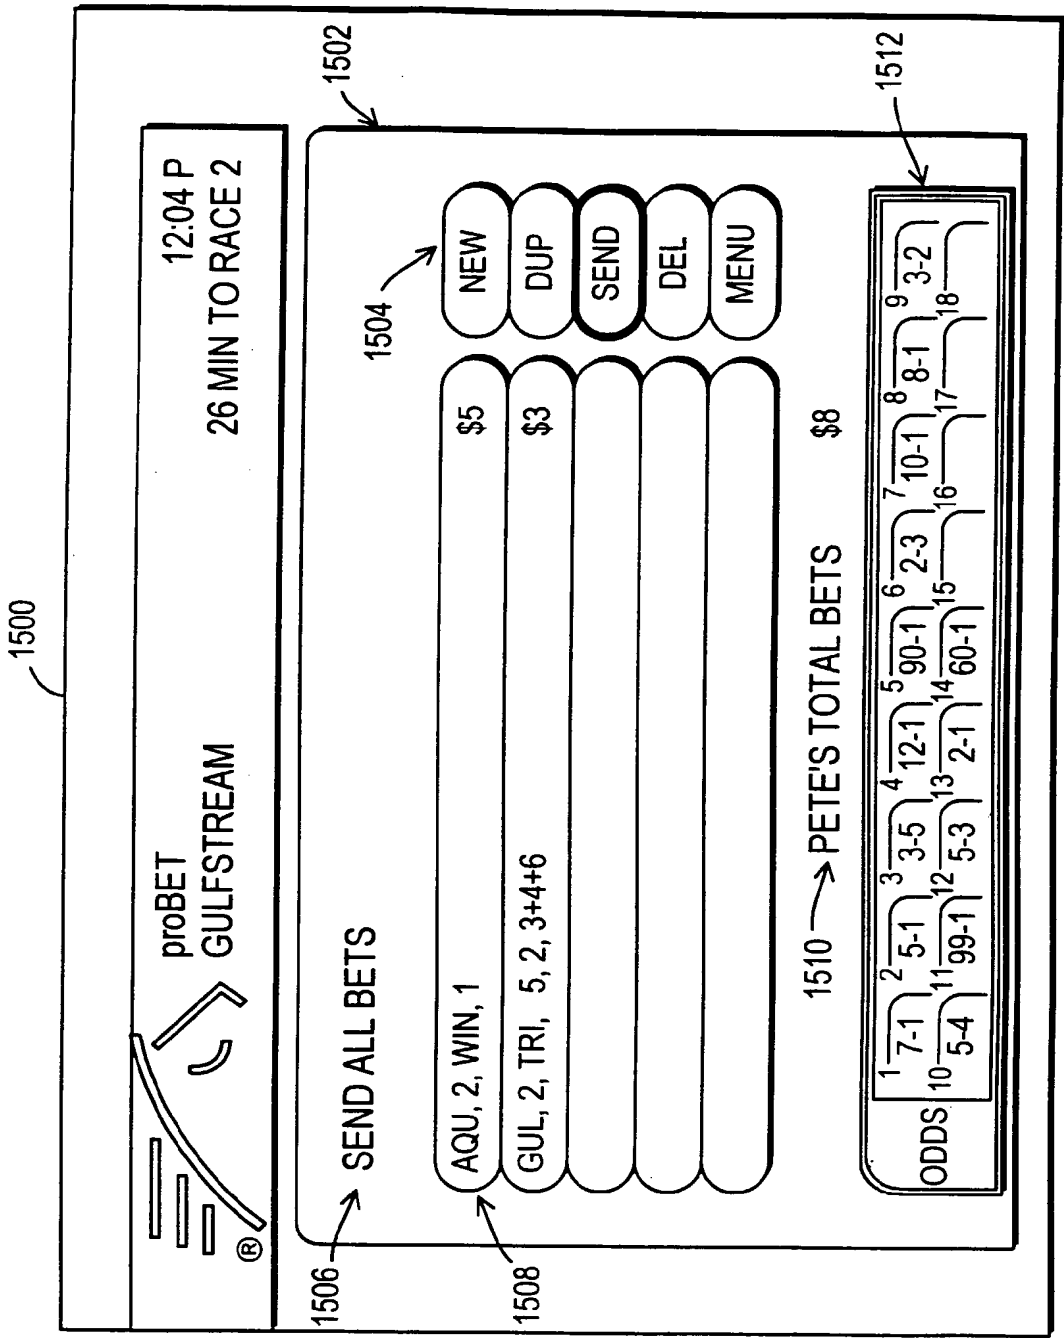 1500
proBET 12:04 P
GULFSTREAM 26 MIN TO RACE 2
®
1502
1506 SEND ALL BETS
1504
AQU, 2, WIN, 1 $5 NEW
GUL, 2, TRI, 5, 2, 3+4+6 $3 DUP
SEND
DEL
MENU
1508
1510 PETE'S TOTAL BETS $8
1512
ODDS
1 7-1 2 5-1 3 3-5 4 12-1 5 90-1 6 2-3 7 10-1 8 8-1 9 3-2
10 5-4 11 99-1 12 5-3 13 2-1 14 60-1 15 16 17 18